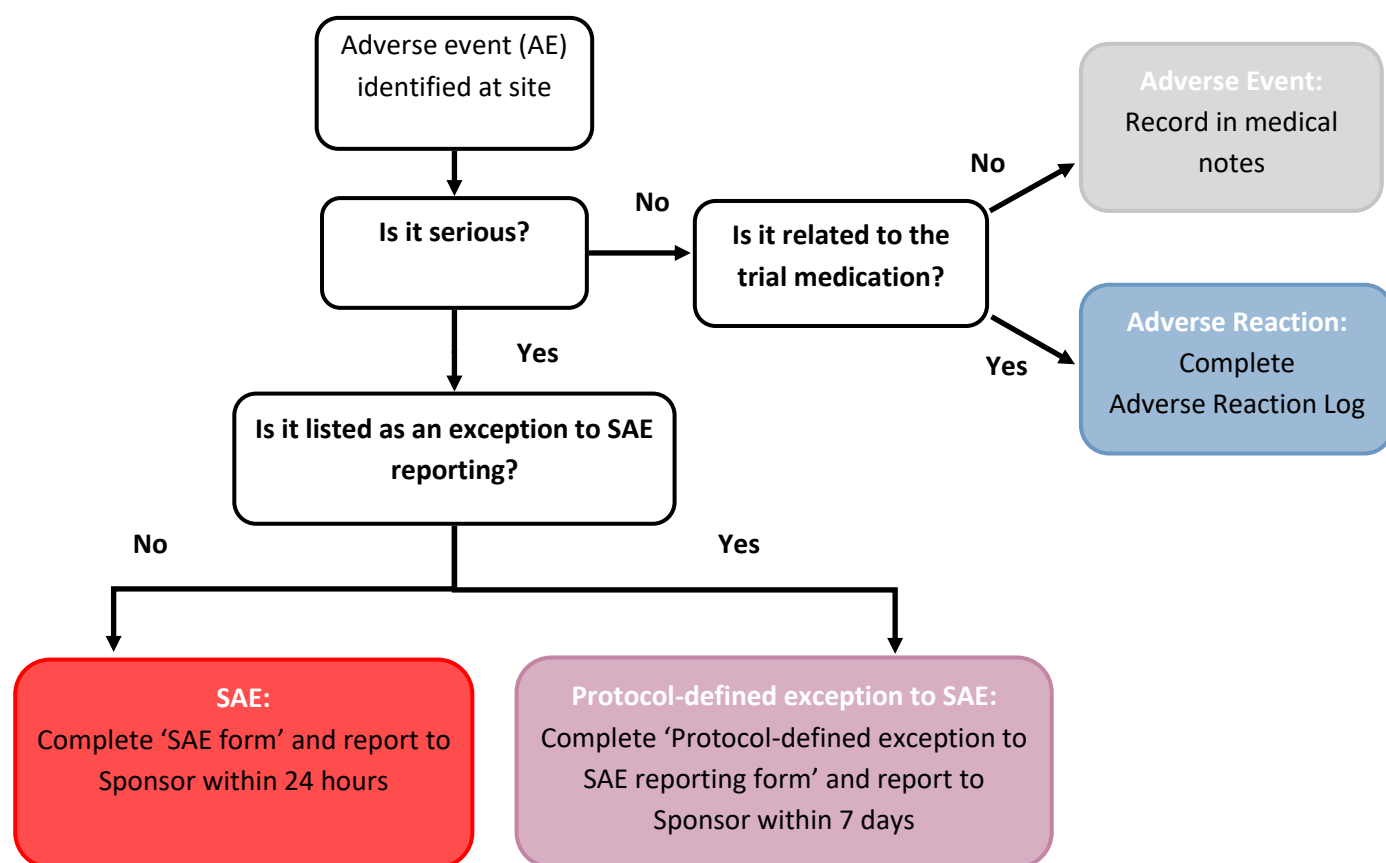 Adverse event (AE)
identified at site
Adverse Event:
Record in medical
notes
No
No
Is it serious?
Is it related to the
trial medication?
Adverse Reaction:
Complete
Adverse Reaction Log
Yes
Yes
Is it listed as an exception to SAE
reporting?
No
Yes
SAE:
Complete ‘SAE form’ and report to
Sponsor within 24 hours
Protocol-defined exception to SAE:
Complete ‘Protocol-defined exception to
SAE reporting form’ and report to
Sponsor within 7 days